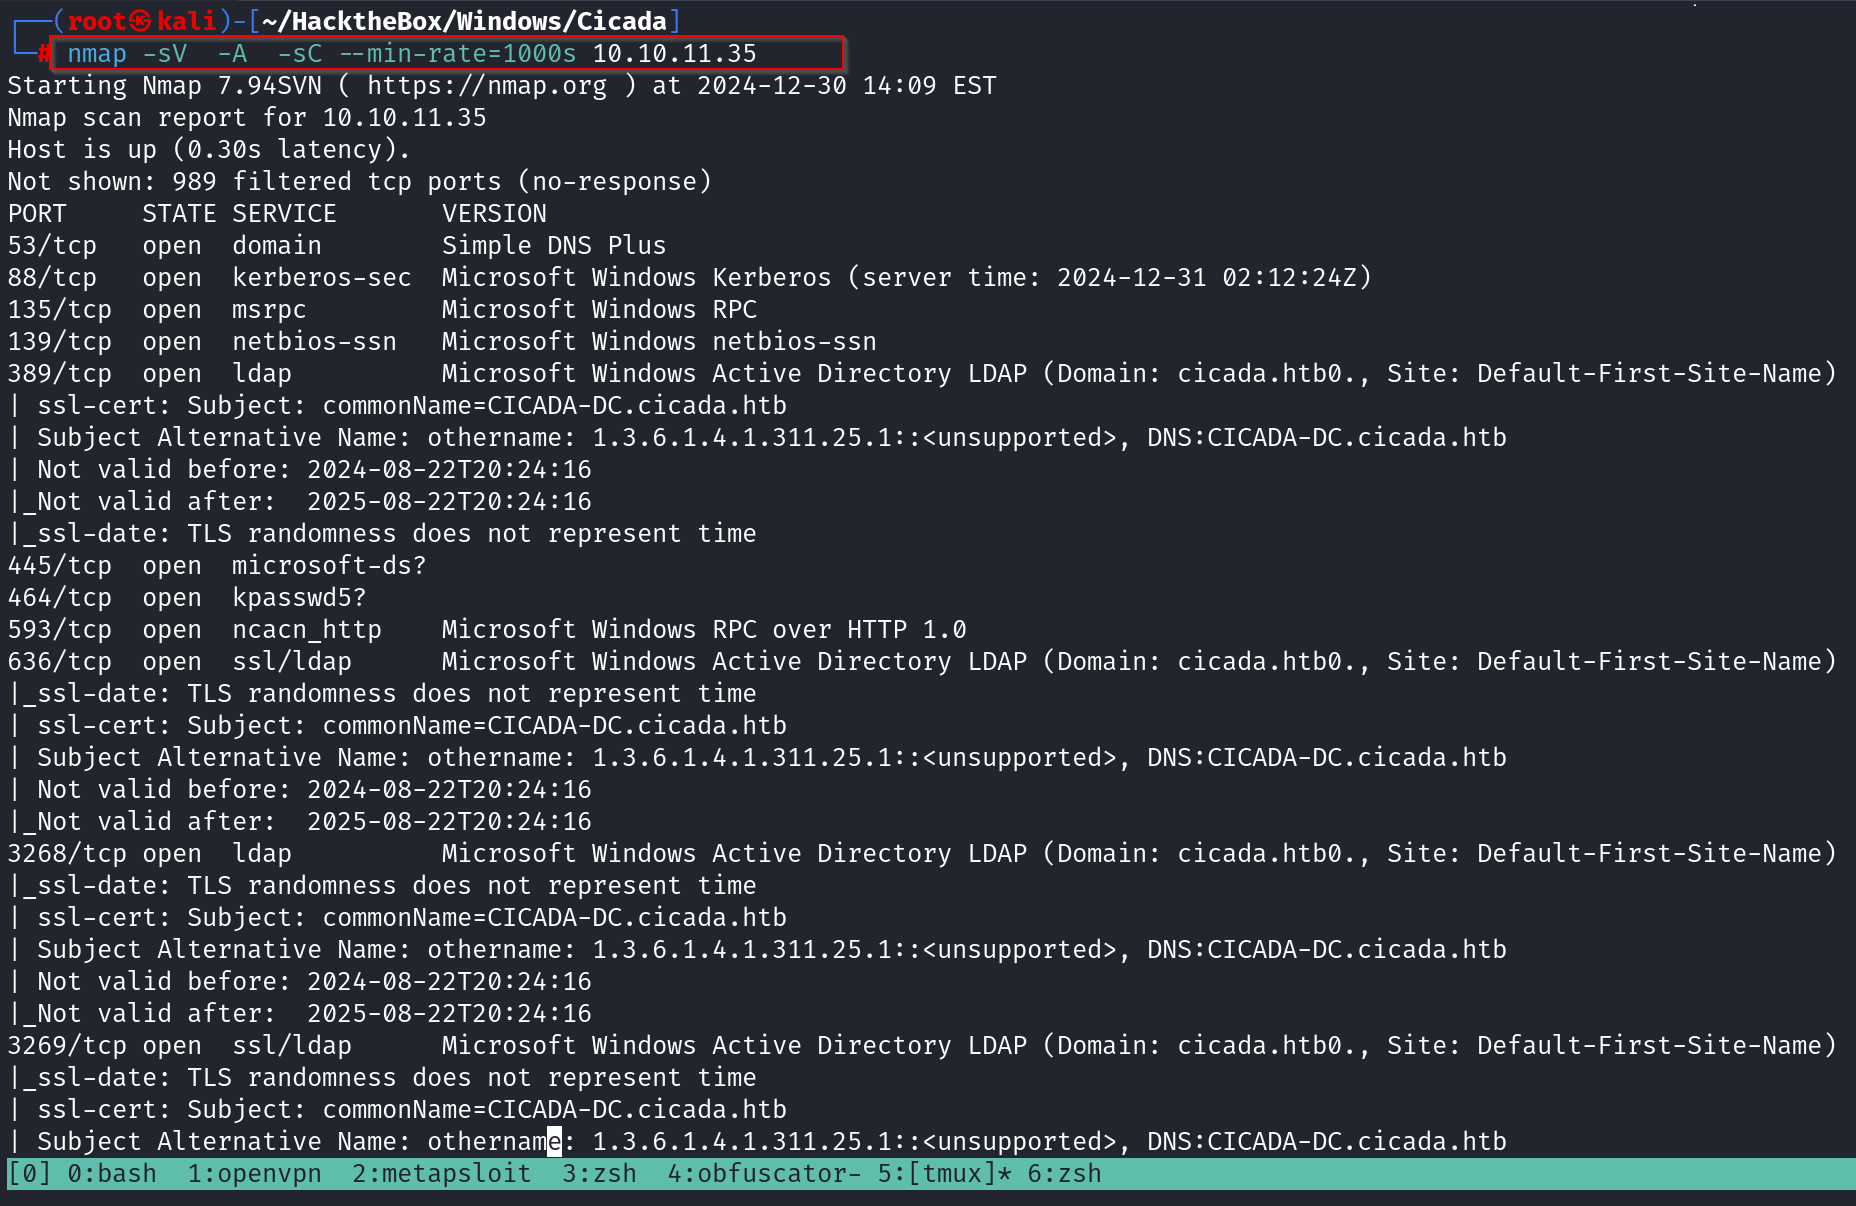 ┌──(root㉿kali)-[~/HacktheBox/Windows/Cicada]
└─# nmap -sV  -A  -sC --min-rate=1000s 10.10.11.35
Starting Nmap 7.94SVN ( https://nmap.org ) at 2024-12-30 14:09 EST
Nmap scan report for 10.10.11.35
Host is up (0.30s latency).
Not shown: 989 filtered tcp ports (no-response)
PORT     STATE SERVICE       VERSION
53/tcp   open  domain        Simple DNS Plus
88/tcp   open  kerberos-sec  Microsoft Windows Kerberos (server time: 2024-12-31 02:12:24Z)
135/tcp  open  msrpc         Microsoft Windows RPC
139/tcp  open  netbios-ssn   Microsoft Windows netbios-ssn
389/tcp  open  ldap          Microsoft Windows Active Directory LDAP (Domain: cicada.htb0., Site: Default-First-Site-Name)
| ssl-cert: Subject: commonName=CICADA-DC.cicada.htb
| Subject Alternative Name: othername: 1.3.6.1.4.1.311.25.1::<unsupported>, DNS:CICADA-DC.cicada.htb
| Not valid before: 2024-08-22T20:24:16
|_Not valid after:  2025-08-22T20:24:16
|_ssl-date: TLS randomness does not represent time
445/tcp  open  microsoft-ds?
464/tcp  open  kpasswd5?
593/tcp  open  ncacn_http    Microsoft Windows RPC over HTTP 1.0
636/tcp  open  ssl/ldap      Microsoft Windows Active Directory LDAP (Domain: cicada.htb0., Site: Default-First-Site-Name)
|_ssl-date: TLS randomness does not represent time
| ssl-cert: Subject: commonName=CICADA-DC.cicada.htb
| Subject Alternative Name: othername: 1.3.6.1.4.1.311.25.1::<unsupported>, DNS:CICADA-DC.cicada.htb
| Not valid before: 2024-08-22T20:24:16
|_Not valid after:  2025-08-22T20:24:16
3268/tcp open  ldap          Microsoft Windows Active Directory LDAP (Domain: cicada.htb0., Site: Default-First-Site-Name)
|_ssl-date: TLS randomness does not represent time
| ssl-cert: Subject: commonName=CICADA-DC.cicada.htb
| Subject Alternative Name: othername: 1.3.6.1.4.1.311.25.1::<unsupported>, DNS:CICADA-DC.cicada.htb
| Not valid before: 2024-08-22T20:24:16
|_Not valid after:  2025-08-22T20:24:16
3269/tcp open  ssl/ldap      Microsoft Windows Active Directory LDAP (Domain: cicada.htb0., Site: Default-First-Site-Name)
|_ssl-date: TLS randomness does not represent time
| ssl-cert: Subject: commonName=CICADA-DC.cicada.htb
| Subject Alternative Name: othername: 1.3.6.1.4.1.311.25.1::<unsupported>, DNS:CICADA-DC.cicada.htb
[0] 0:bash  1:openvpn  2:metapsloit  3:zsh  4:obfuscator- 5:[tmux]* 6:zsh